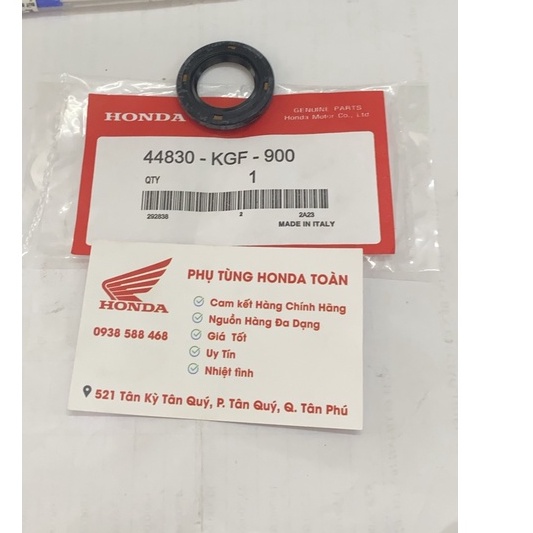 HONDA
GENUINE PARTS
Honda Motor Co., Ltd
44830 - KGF - 900
QTY 1
292838 2 2A23
MADE IN ITALY
PHỤ TÙNG HONDA TOÀN
HONDA
0938 588 468
Cam kết Hàng Chính Hãng
Nguồn Hàng Đa Dạng
Giá Tốt
Uy Tín
Nhiệt tình
521 Tân Kỳ Tân Quý, P. Tân Quý, Q. Tân Phú